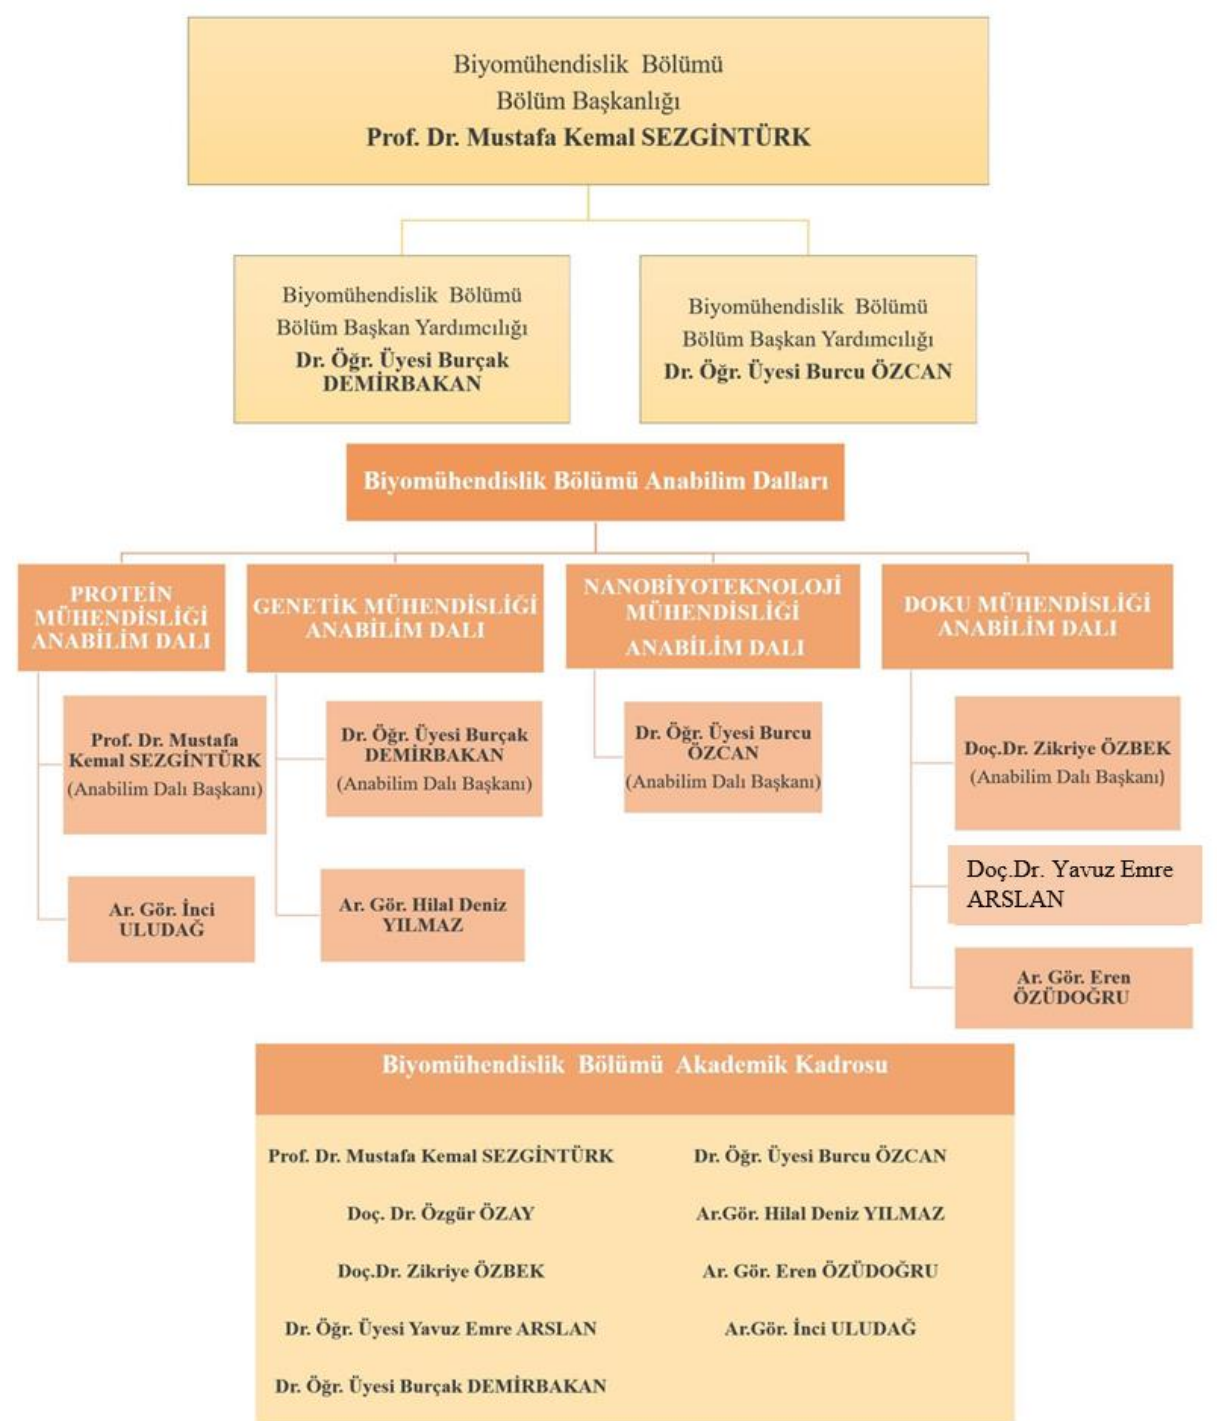 Biyomühendislik Bölümü
Bölüm Başkanlığı
Prof. Dr. Mustafa Kemal SEZGİNTÜRK
Biyomühendislik Bölümü
Bölüm Başkan Yardımcılığı
Dr. Öğr. Üyesi Burçak
DEMİRBAKAN
Biyomühendislik Bölümü
Bölüm Başkan Yardımcılığı
Dr. Öğr. Üyesi Burcu ÖZCAN
Biyomühendislik Bölümü Anabilim Dalları
PROTEİN
MÜHENDİSLİĞİ
ANABİLİM DALI
Prof. Dr. Mustafa
Kemal SEZGİNTÜRK
(Anabilim Dalı Başkanı)
Ar. Gör. İnci
ULUDAĞ
GENETİK MÜHENDİSLİĞİ
ANABİLİM DALI
Dr. Öğr. Üyesi Burçak
DEMİRBAKAN
(Anabilim Dalı Başkanı)
Ar. Gör. Hilal Deniz
YILMAZ
NANOBİYOTEKNOLOJİ
MÜHENDİSLİĞİ
ANABİLİM DALI
Dr. Öğr. Üyesi Burcu
ÖZCAN
(Anabilim Dalı Başkanı)
DOKU MÜHENDİSLİĞİ
ANABİLİM DALI
Doç.Dr. Zikriye ÖZBEK
(Anabilim Dalı Başkanı)
Doç.Dr. Yavuz Emre
ARSLAN
Ar. Gör. Eren
ÖZÜDOĞRU
Biyomühendislik Bölümü Akademik Kadrosu
Prof. Dr. Mustafa Kemal SEZGİNTÜRK
Doç. Dr. Özgür ÖZAY
Doç.Dr. Zikriye ÖZBEK
Dr. Öğr. Üyesi Yavuz Emre ARSLAN
Dr. Öğr. Üyesi Burçak DEMİRBAKAN
Dr. Öğr. Üyesi Burcu ÖZCAN
Ar.Gör. Hilal Deniz YILMAZ
Ar. Gör. Eren ÖZÜDOĞRU
Ar.Gör. İnci ULUDAĞ